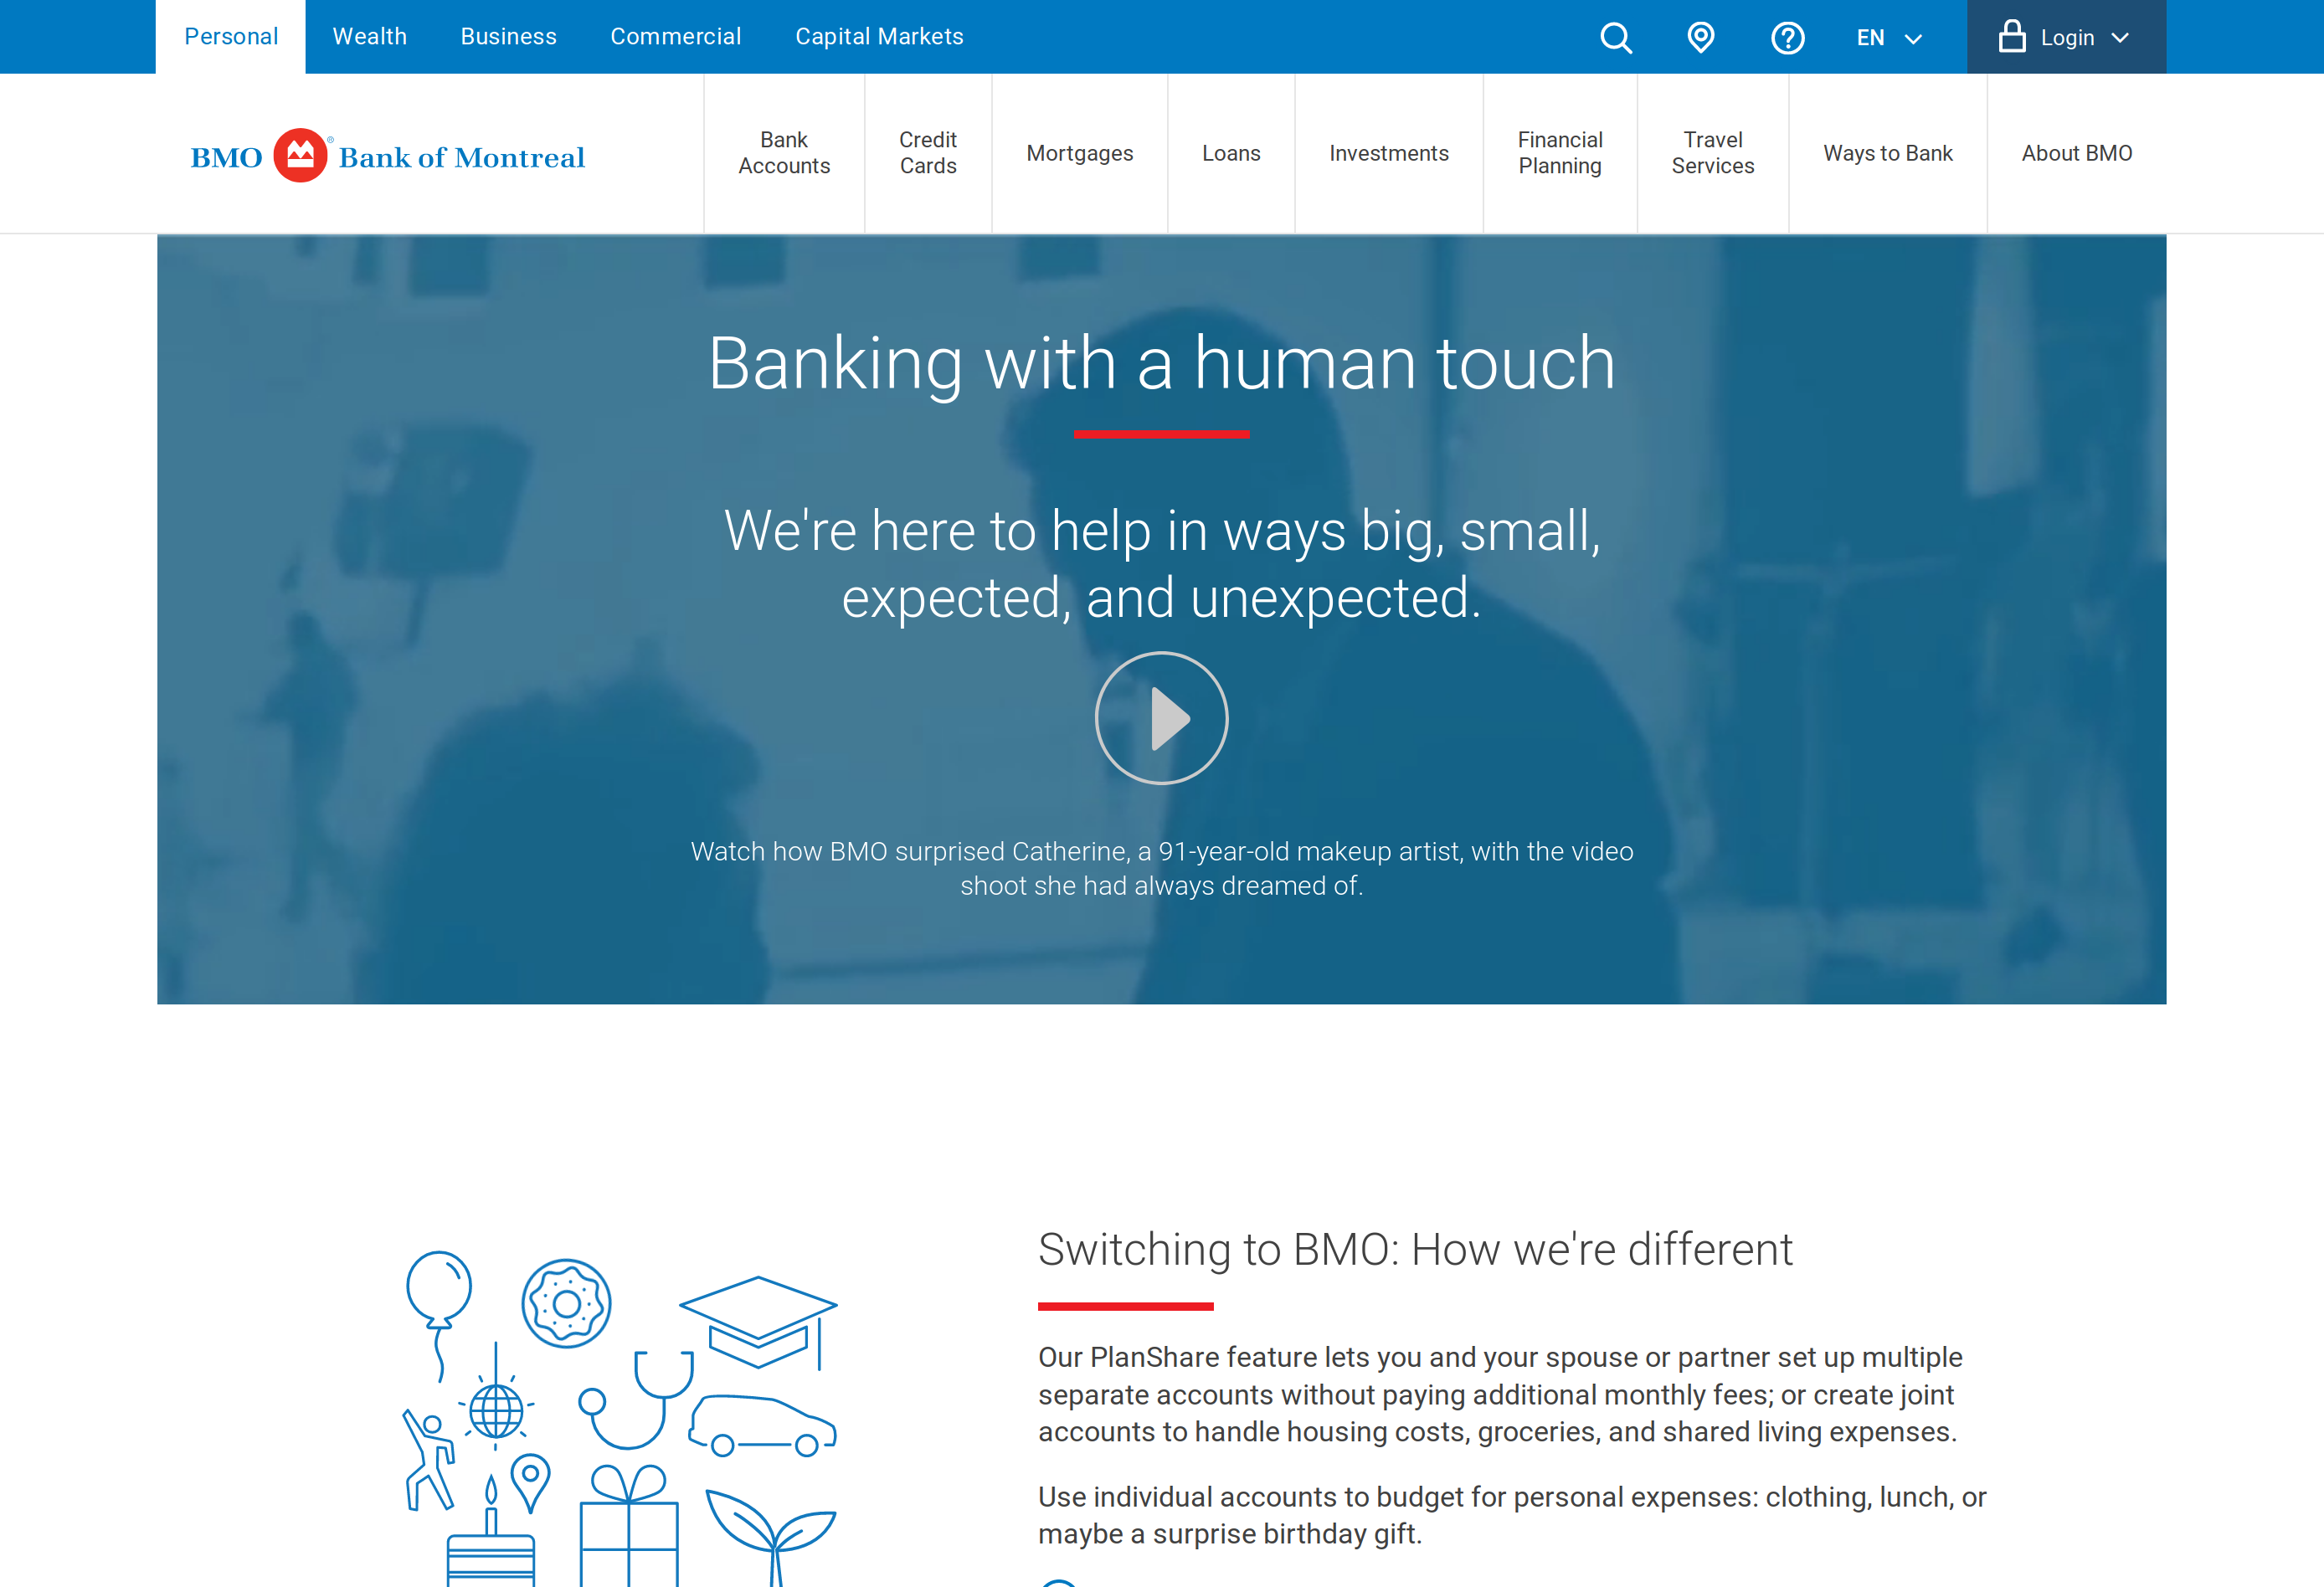 Personal
Wealth
Business
Commercial
Capital Markets
EN
Login
BMO Bank of Montreal
®
Bank
Accounts
Credit
Cards
Mortgages
Loans
Investments
Financial
Planning
Travel
Services
Ways to Bank
About BMO
Banking with a human touch
We're here to help in ways big, small,
expected, and unexpected.
Watch how BMO surprised Catherine, a 91-year-old makeup artist, with the video
shoot she had always dreamed of.
Switching to BMO: How we're different
Our PlanShare feature lets you and your spouse or partner set up multiple
separate accounts without paying additional monthly fees; or create joint
accounts to handle housing costs, groceries, and shared living expenses.
Use individual accounts to budget for personal expenses: clothing, lunch, or
maybe a surprise birthday gift.